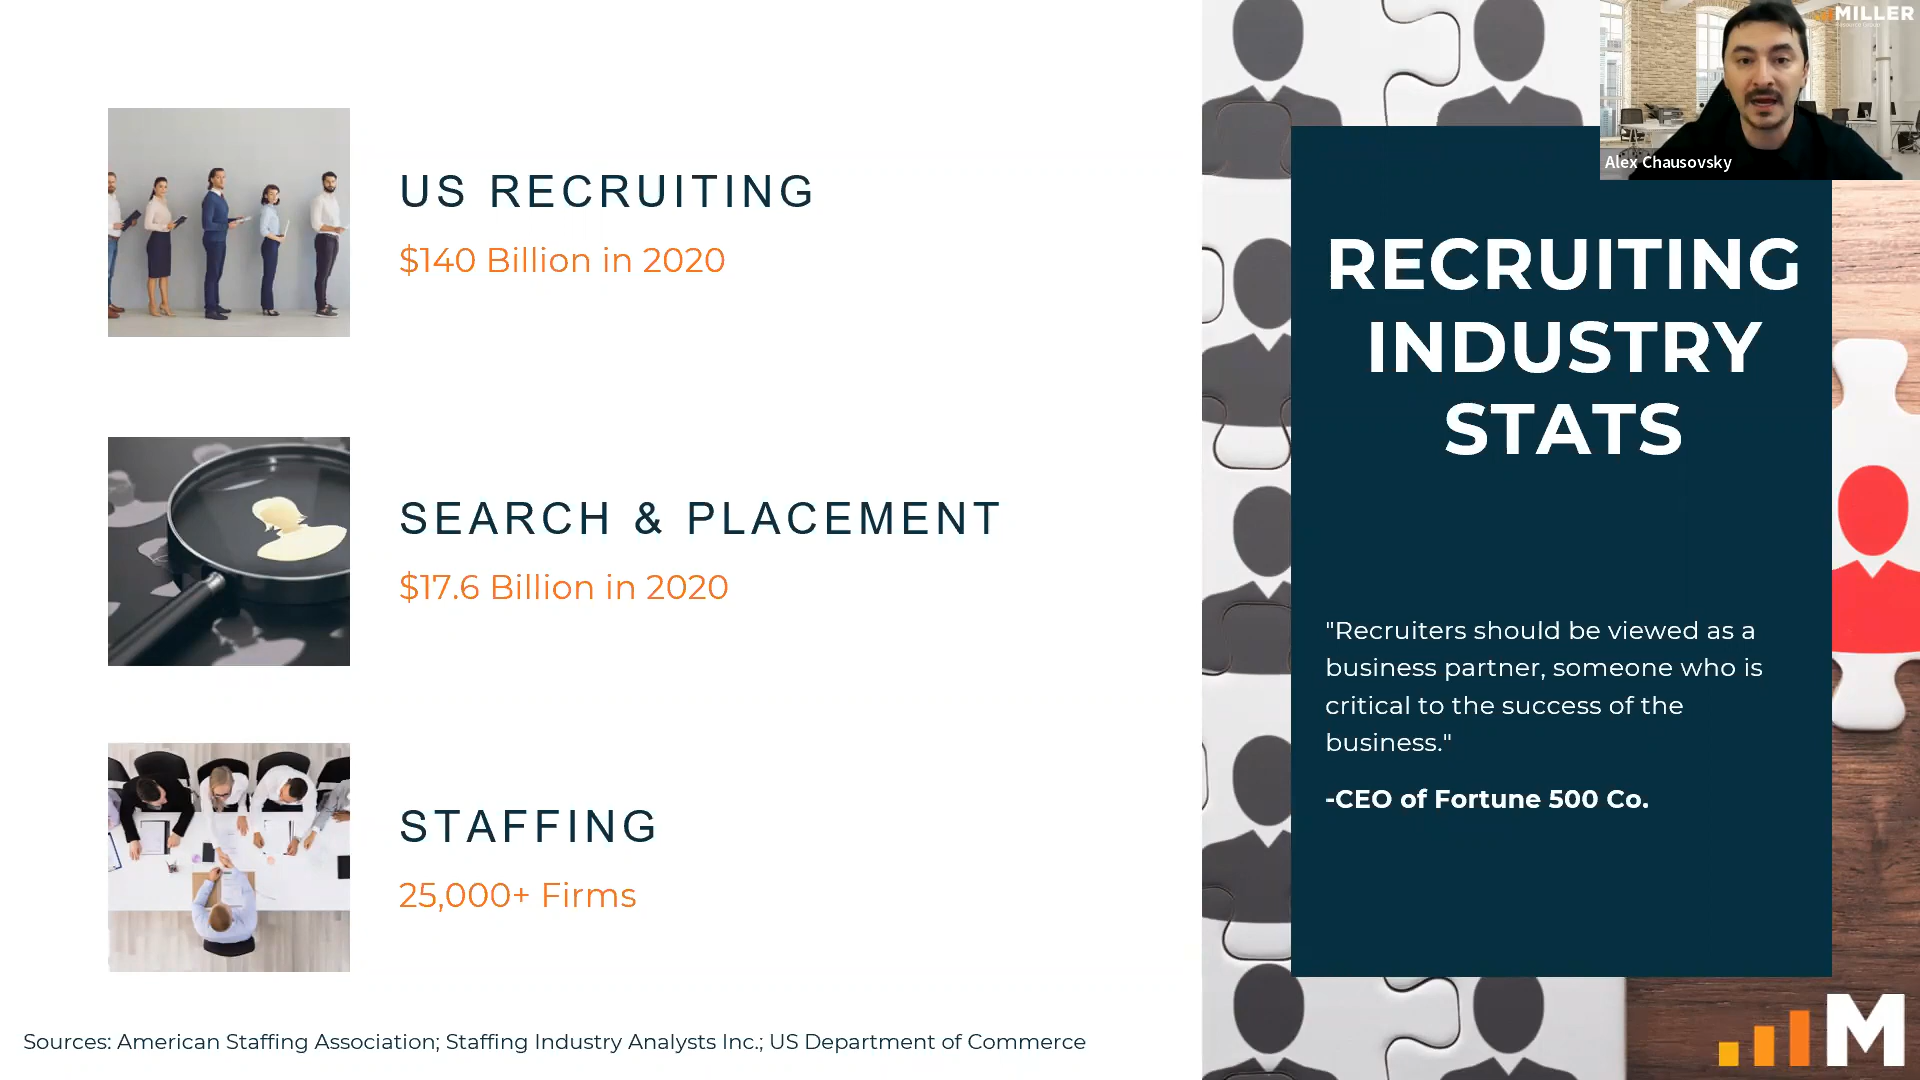 US RECRUITING
$140 Billion in 2020
SEARCH & PLACEMENT
$17.6 Billion in 2020
STAFFING
25,000+ Firms
Sources: American Staffing Association; Staffing Industry Analysts Inc.; US Department of Commerce
MILLER
Alex Chausovsky
RECRUITING
INDUSTRY
STATS
"Recruiters should be viewed as a
business partner, someone who is
critical to the success of the
business."
-CEO of Fortune 500 Co.
M